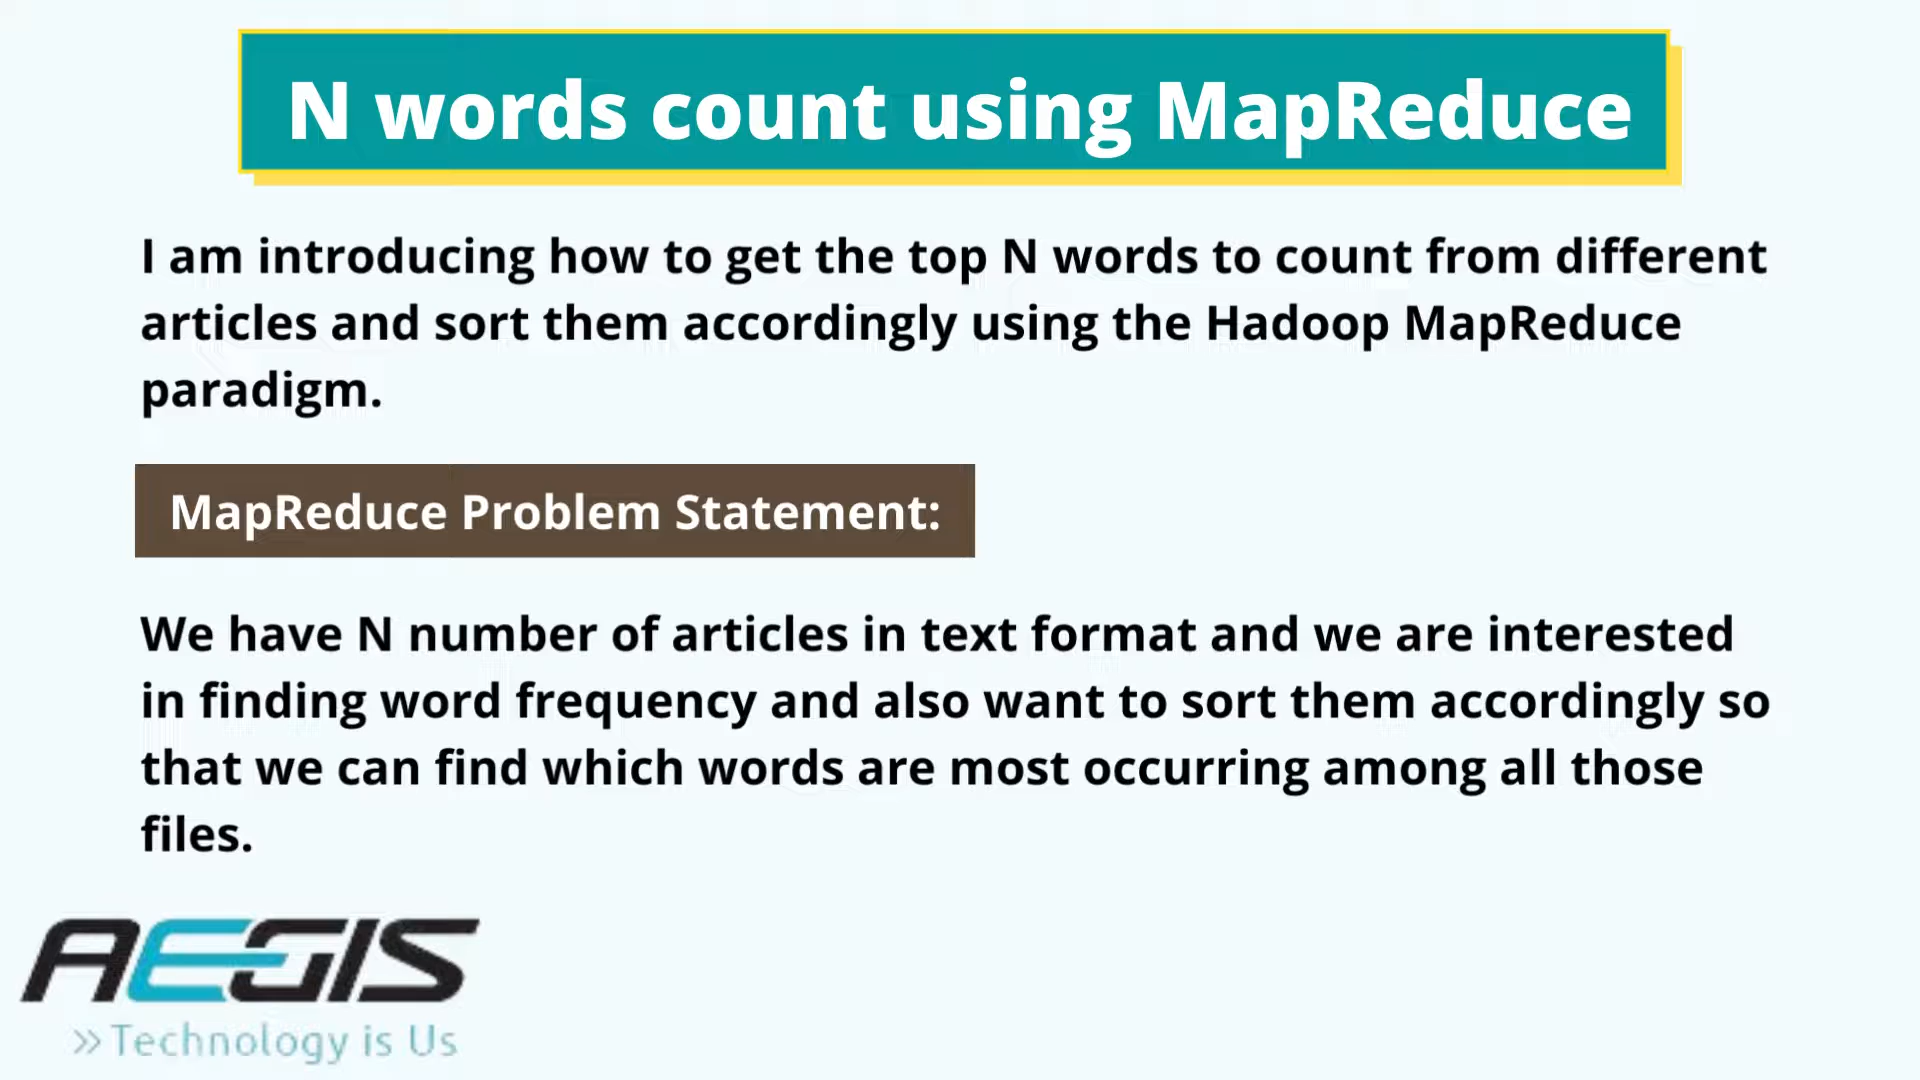 N words count using MapReduce
I am introducing how to get the top N words to count from different
articles and sort them accordingly using the Hadoop MapReduce
paradigm.
MapReduce Problem Statement:
We have N number of articles in text format and we are interested
in finding word frequency and also want to sort them accordingly so
that we can find which words are most occurring among all those
files.
AEGIS
>> Technology is Us